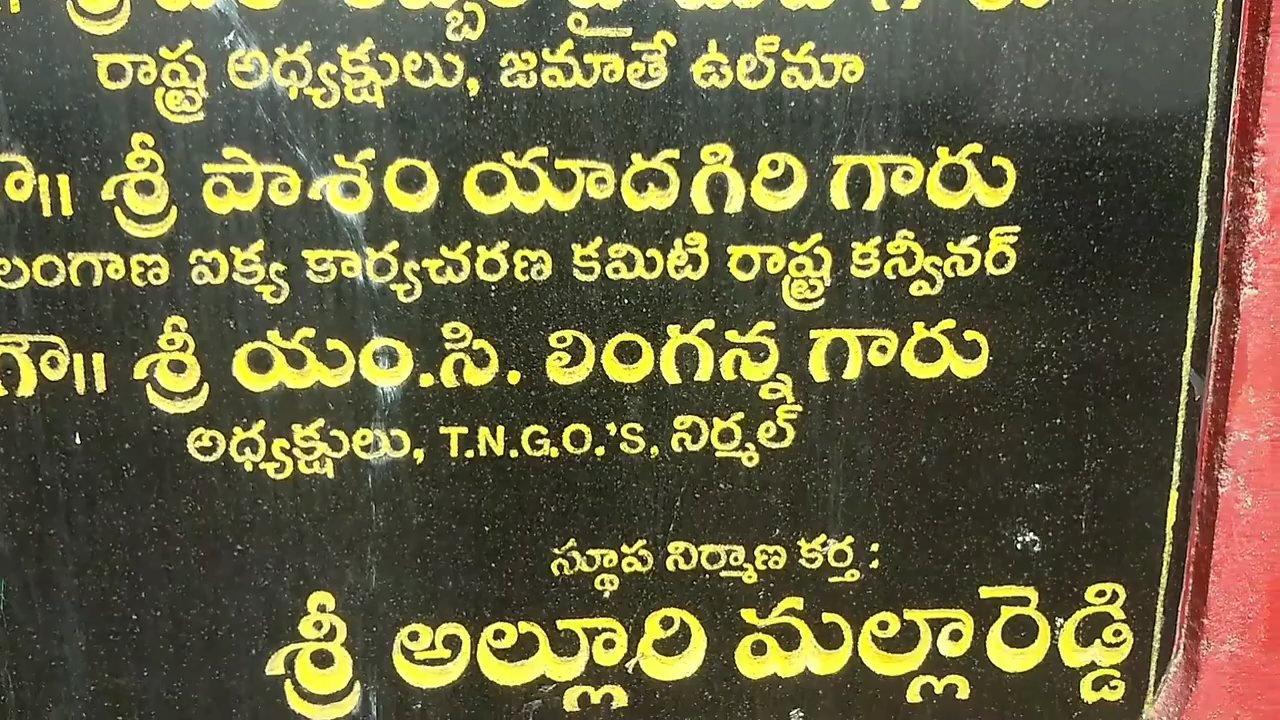 రాష్ట్ర అధ్యక్షులు, జమాతే ఉల్‌మా
శ్రీ పాశం యాదగిరి గారు
ఐక్య కార్యచరణ కమిటి రాష్ట్ర కన్వీనర్
గౌ॥ శ్రీ యం.సి. లింగన్న గారు
అధ్యక్షులు, T.N.G.O.'S, నిర్మల్
స్థూప నిర్మాణ కర్త :
శ్రీ అల్లూరి మల్లారెడ్డి